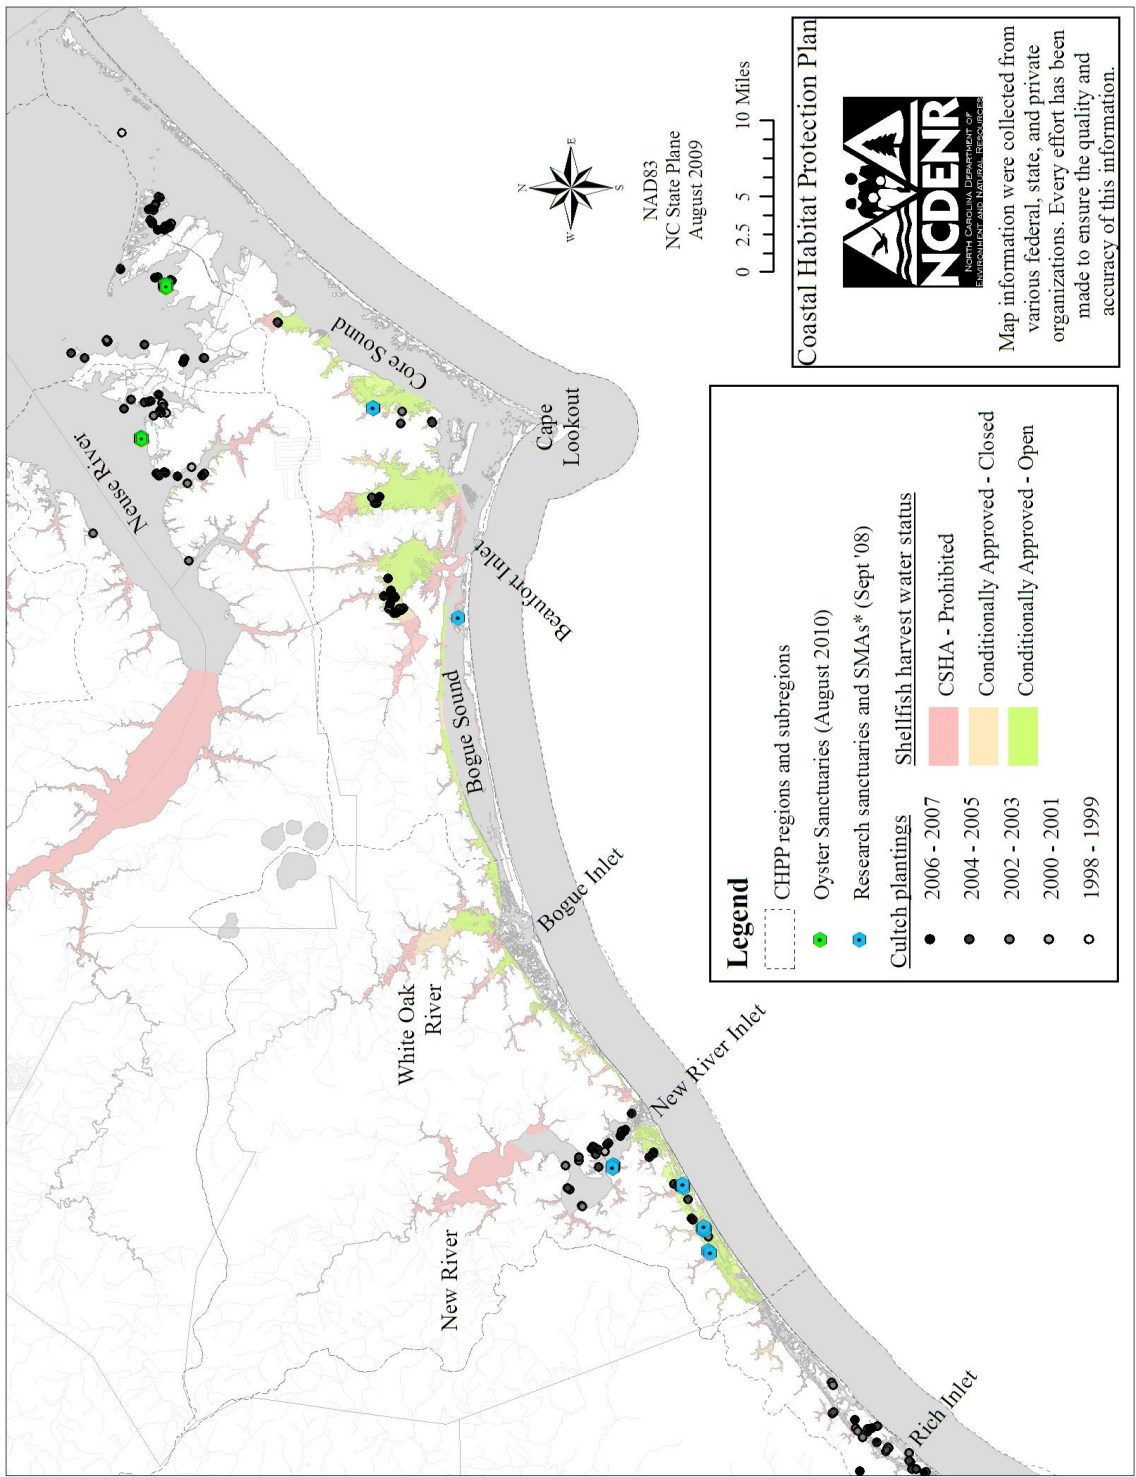 Neuse River
Core Sound
Cape
Lookout
Beaufort Inlet
Bogue Sound
Bogue Inlet
White Oak
River
New River Inlet
New River
Rich Inlet
N
W
E
S
NAD83
NC State Plane
August 2009
0 2.5 5 10 Miles
Coastal Habitat Protection Plan
NCDENR
NORTH CAROLINA DEPARTMENT OF
ENVIRONMENT AND NATURAL RESOURCES
Map information were collected from
various federal, state, and private
organizations. Every effort has been
made to ensure the quality and
accuracy of this information.
Legend
CHPP regions and subregions
Oyster Sanctuaries (August 2010)
Research sanctuaries and SMAs* (Sept '08)
Cultch plantings
2006 - 2007
2004 - 2005
2002 - 2003
2000 - 2001
1998 - 1999
Shellfish harvest water status
CSHA - Prohibited
Conditionally Approved - Closed
Conditionally Approved - Open